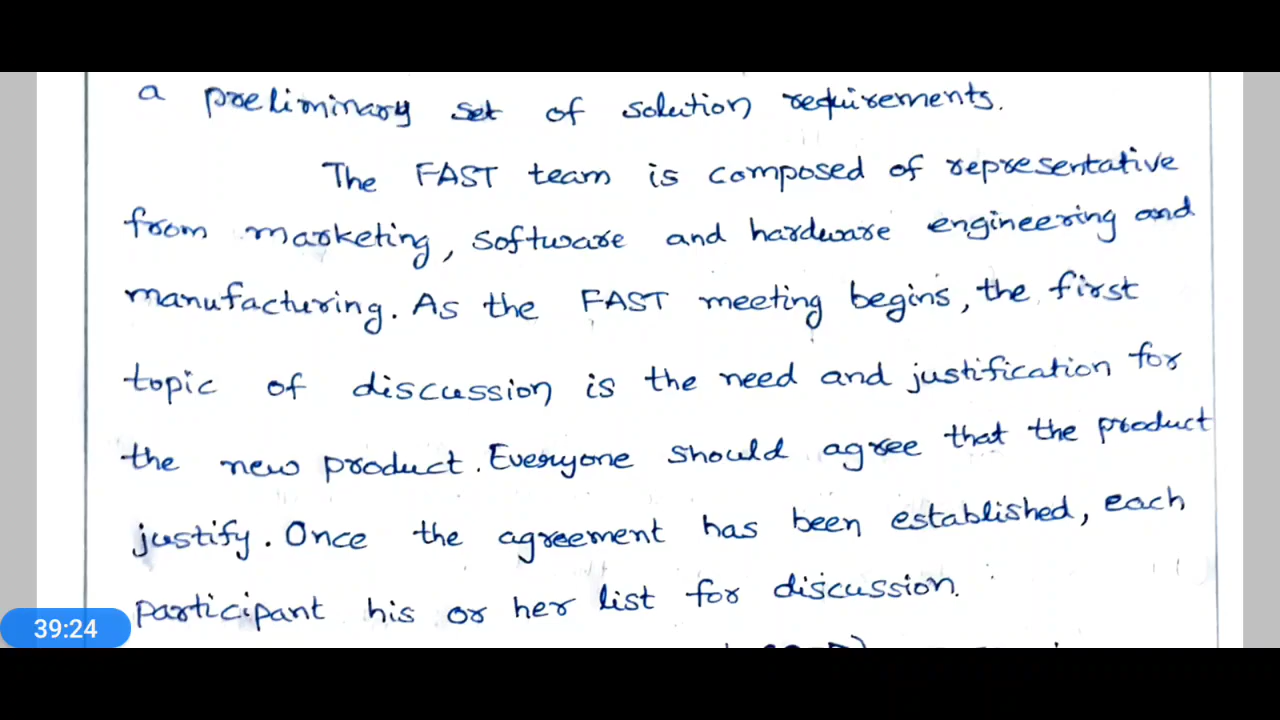 a preliminary set of solution requirements.
The FAST team is composed of representative
from marketing, software and hardware engineering and
manufacturing. As the FAST meeting begins, the first
topic of discussion is the need and justification for
the new product. Everyone should agree that the product
justify. Once the agreement has been established, each
participant his or her list for discussion.
39:24